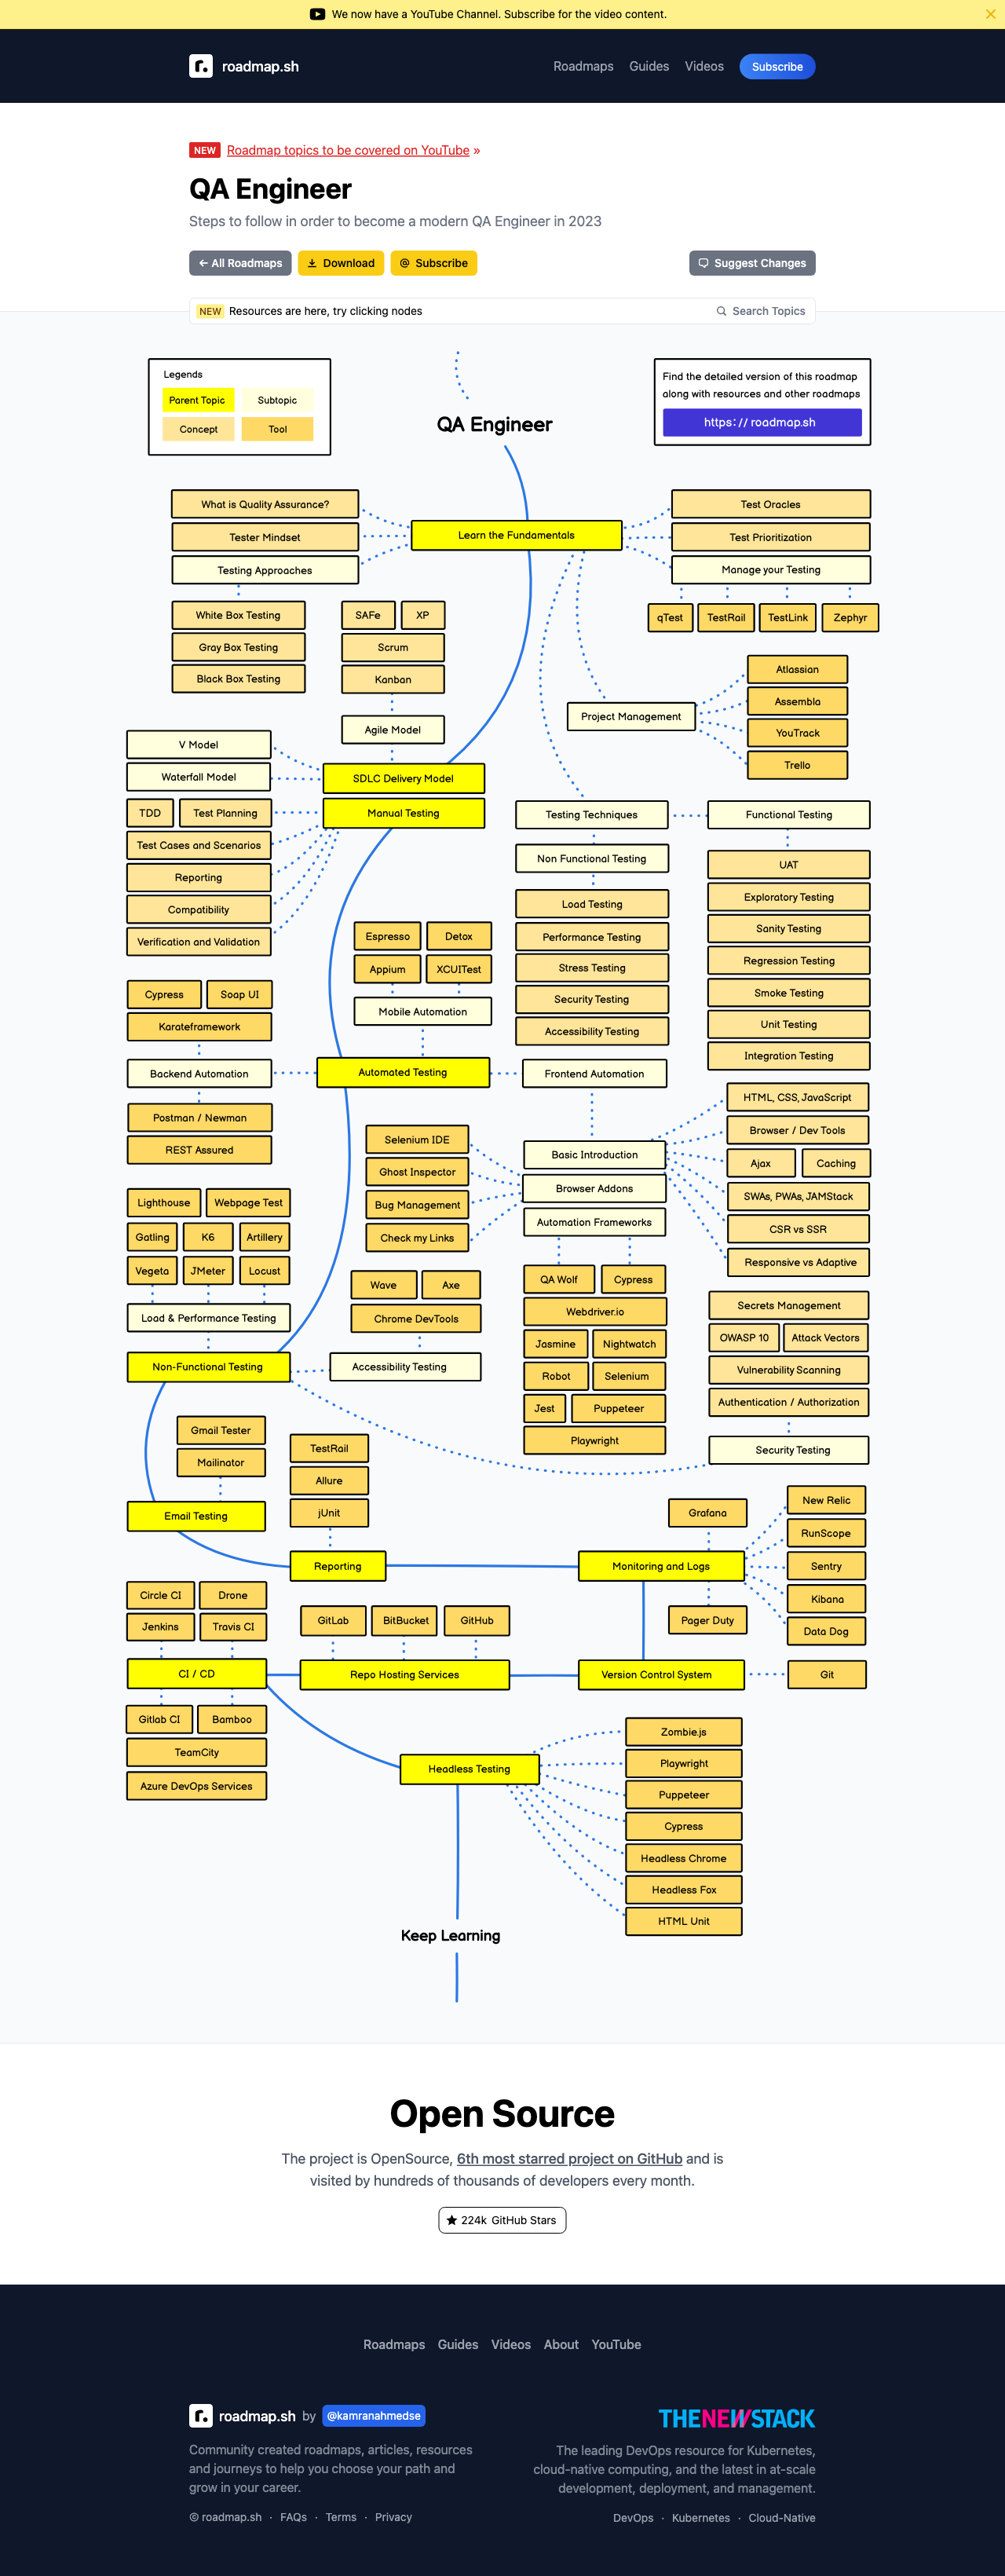 We now have a YouTube Channel. Subscribe for the video content.
roadmap.sh
Roadmaps Guides Videos Subscribe
NEW Roadmap topics to be covered on YouTube »
QA Engineer
Steps to follow in order to become a modern QA Engineer in 2023
← All Roadmaps Download Subscribe Suggest Changes
NEW Resources are here, try clicking nodes Search Topics
Legends
Parent Topic Subtopic
Concept Tool
QA Engineer
Find the detailed version of this roadmap
along with resources and other roadmaps
https://roadmap.sh
What is Quality Assurance?
Tester Mindset
Testing Approaches
Learn the Fundamentals
Test Oracles
Test Prioritization
Manage your Testing
qTest TestRail TestLink Zephyr
White Box Testing
Gray Box Testing
Black Box Testing
SAFe XP
Scrum
Kanban
Agile Model
Project Management
Atlassian
Assembla
YouTrack
Trello
V Model
Waterfall Model
SDLC Delivery Model
Manual Testing
TDD Test Planning
Test Cases and Scenarios
Reporting
Compatibility
Verification and Validation
Testing Techniques
Functional Testing
Non Functional Testing
Load Testing
Performance Testing
Stress Testing
Security Testing
Accessibility Testing
UAT
Exploratory Testing
Sanity Testing
Regression Testing
Smoke Testing
Unit Testing
Integration Testing
Espresso Detox
Appium XCUITest
Mobile Automation
Cypress Soap UI
Karateframework
Backend Automation
Automated Testing
Frontend Automation
Postman / Newman
REST Assured
Selenium IDE
Ghost Inspector
Bug Management
Check my Links
Basic Introduction
Browser Addons
Automation Frameworks
HTML, CSS, JavaScript
Browser / Dev Tools
Ajax Caching
SWAs, PWAs, JAMStack
CSR vs SSR
Responsive vs Adaptive
Lighthouse Webpage Test
Gatling K6 Artillery
Vegeta JMeter Locust
Load & Performance Testing
Non-Functional Testing
Wave Axe
Chrome DevTools
Accessibility Testing
QA Wolf Cypress
Webdriver.io
Jasmine Nightwatch
Robot Selenium
Jest Puppeteer
Playwright
Secrets Management
OWASP 10 Attack Vectors
Vulnerability Scanning
Authentication / Authorization
Security Testing
Gmail Tester
Mailinator
Email Testing
TestRail
Allure
jUnit
Reporting
Grafana
Monitoring and Logs
Pager Duty
New Relic
RunScope
Sentry
Kibana
Data Dog
Circle CI Drone
Jenkins Travis CI
CI / CD
Gitlab CI Bamboo
TeamCity
Azure DevOps Services
GitLab BitBucket GitHub
Repo Hosting Services
Version Control System
Git
Headless Testing
Zombie.js
Playwright
Puppeteer
Cypress
Headless Chrome
Headless Fox
HTML Unit
Keep Learning
Open Source
The project is OpenSource, 6th most starred project on GitHub and is
visited by hundreds of thousands of developers every month.
224k GitHub Stars
Roadmaps Guides Videos About YouTube
roadmap.sh by @kamranahmedse
Community created roadmaps, articles, resources
and journeys to help you choose your path and
grow in your career.
© roadmap.sh · FAQs · Terms · Privacy
THENEWSTACK
The leading DevOps resource for Kubernetes,
cloud-native computing, and the latest in at-scale
development, deployment, and management.
DevOps · Kubernetes · Cloud-Native